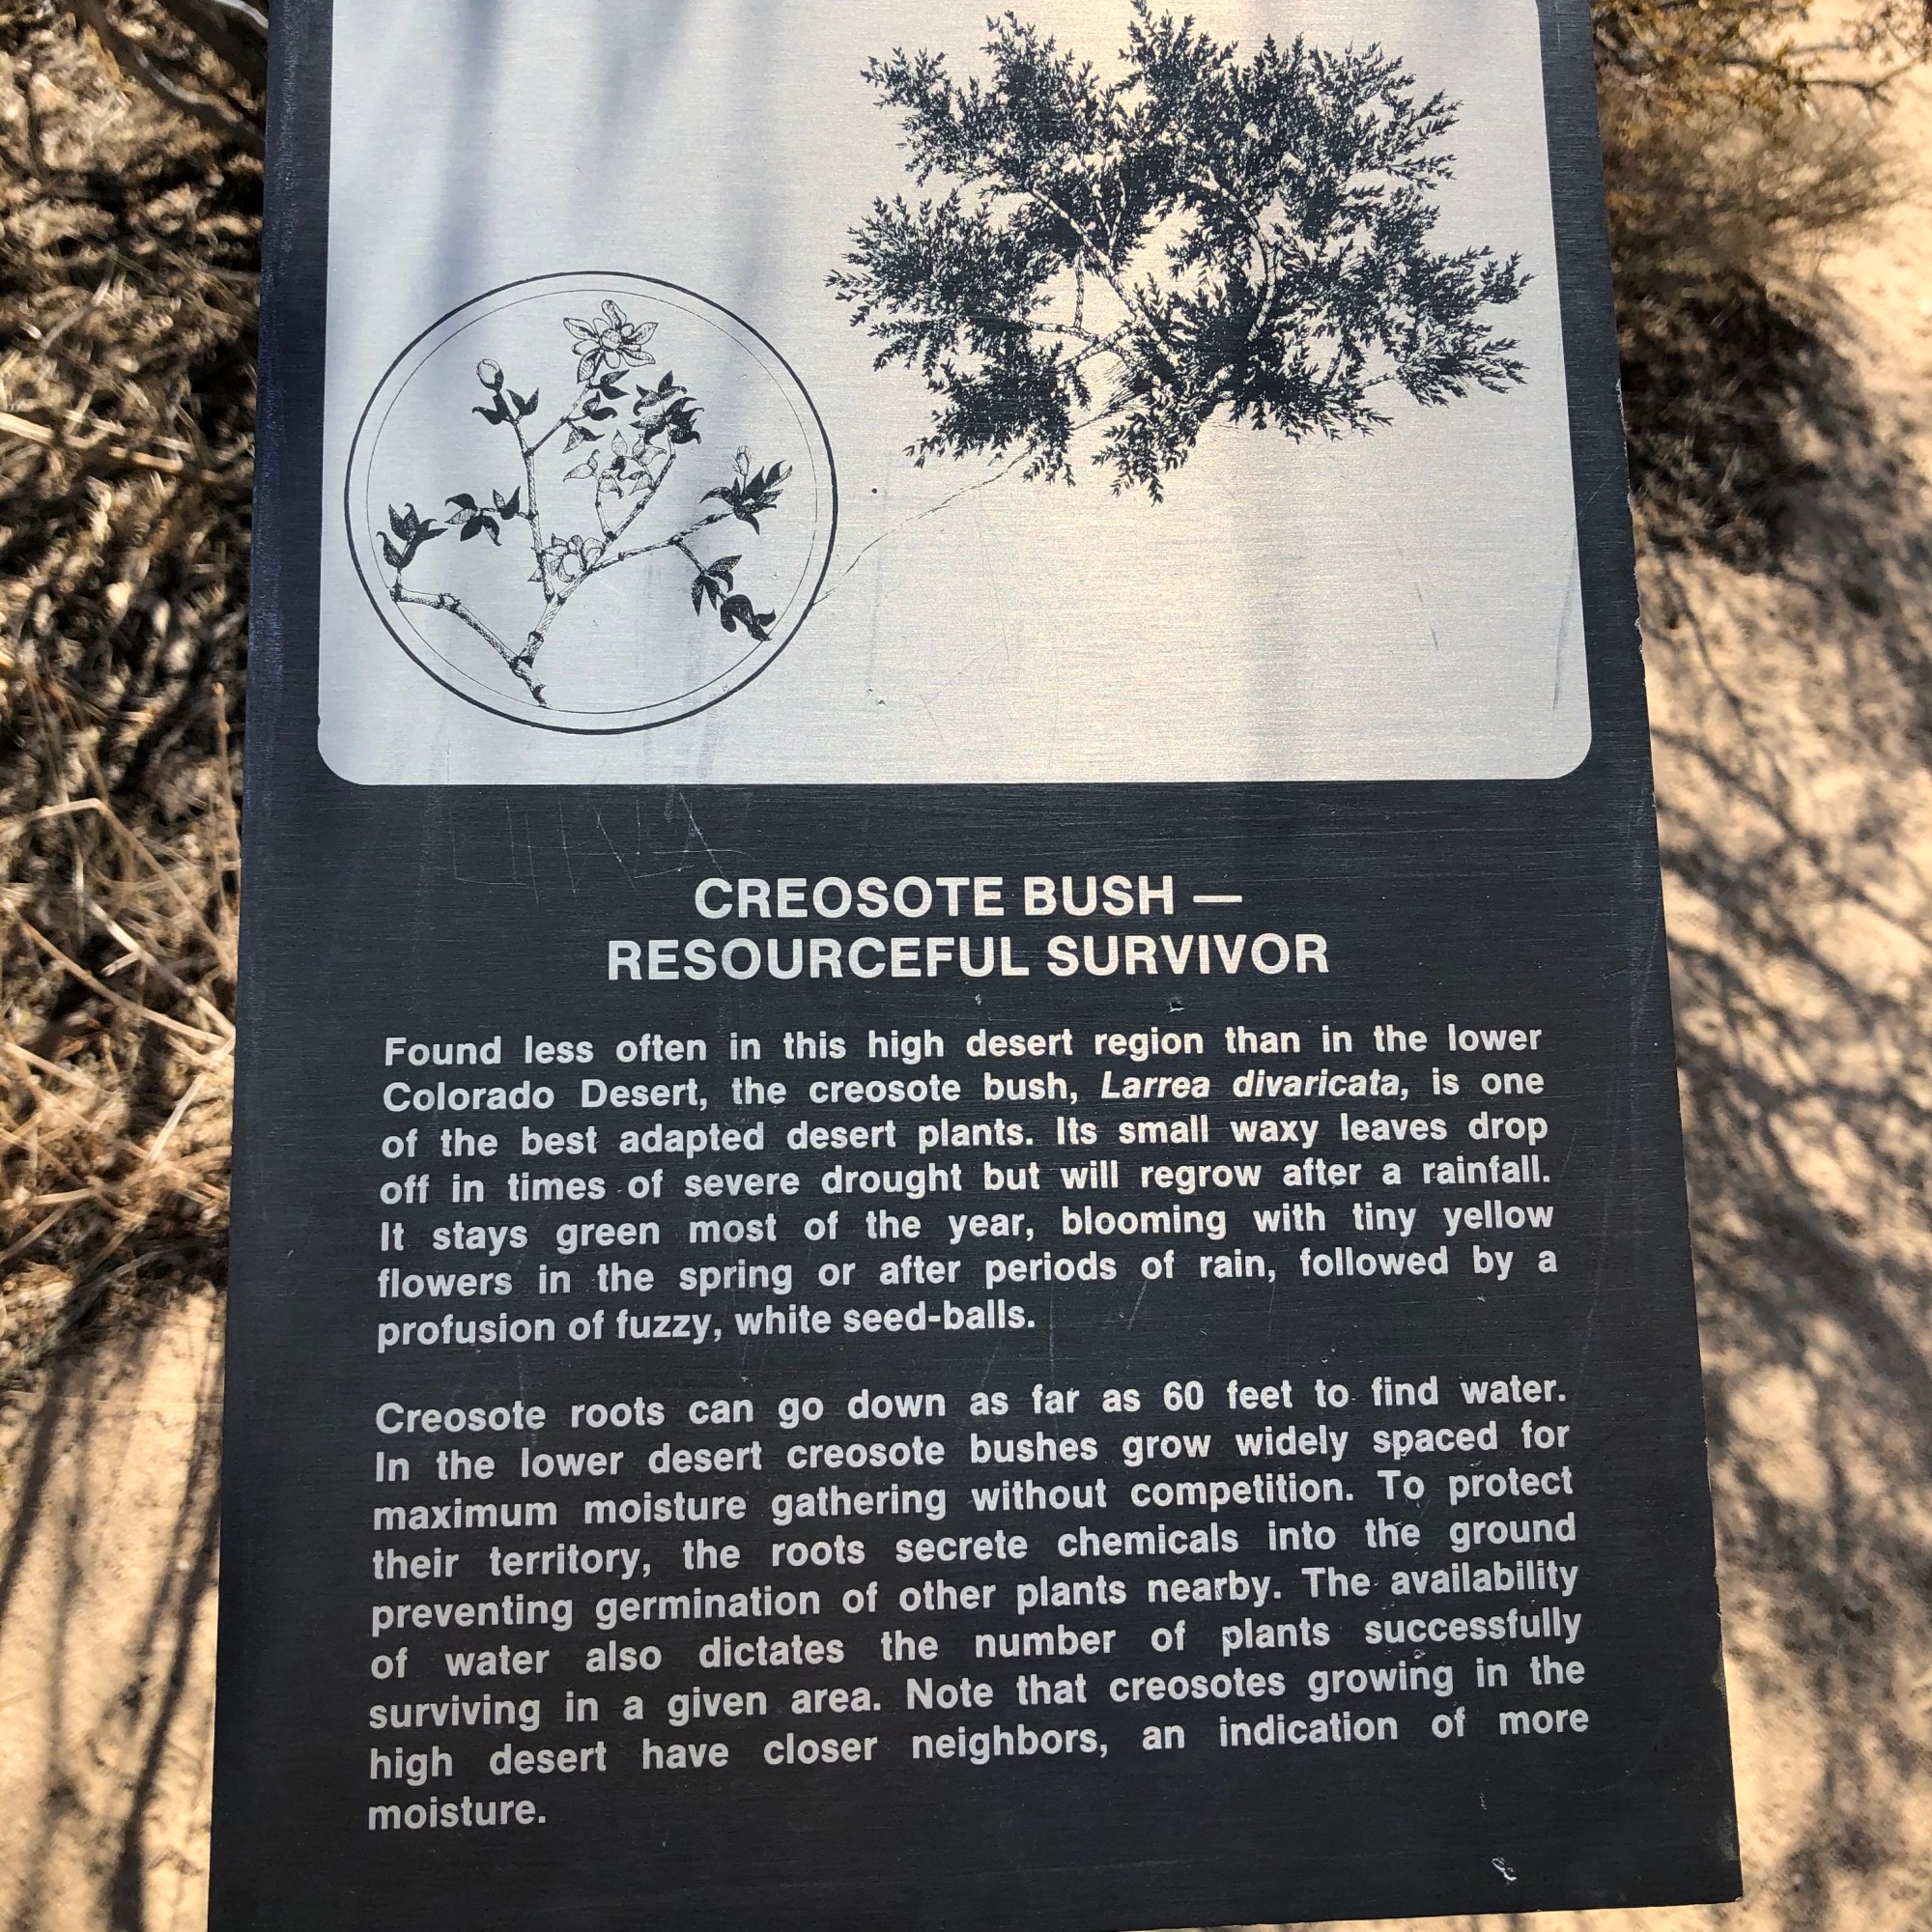 CREOSOTE BUSH —
RESOURCEFUL SURVIVOR
Found less often in this high desert region than in the lower
Colorado Desert, the creosote bush, Larrea divaricata, is one
of the best adapted desert plants. Its small waxy leaves drop
off in times of severe drought but will regrow after a rainfall.
It stays green most of the year, blooming with tiny yellow
flowers in the spring or after periods of rain, followed by a
profusion of fuzzy, white seed-balls.
Creosote roots can go down as far as 60 feet to find water.
In the lower desert creosote bushes grow widely spaced for
maximum moisture gathering without competition. To protect
their territory, the roots secrete chemicals into the ground
preventing germination of other plants nearby. The availability
of water also dictates the number of plants successfully
surviving in a given area. Note that creosotes growing in the
high desert have closer neighbors, an indication of more
moisture.